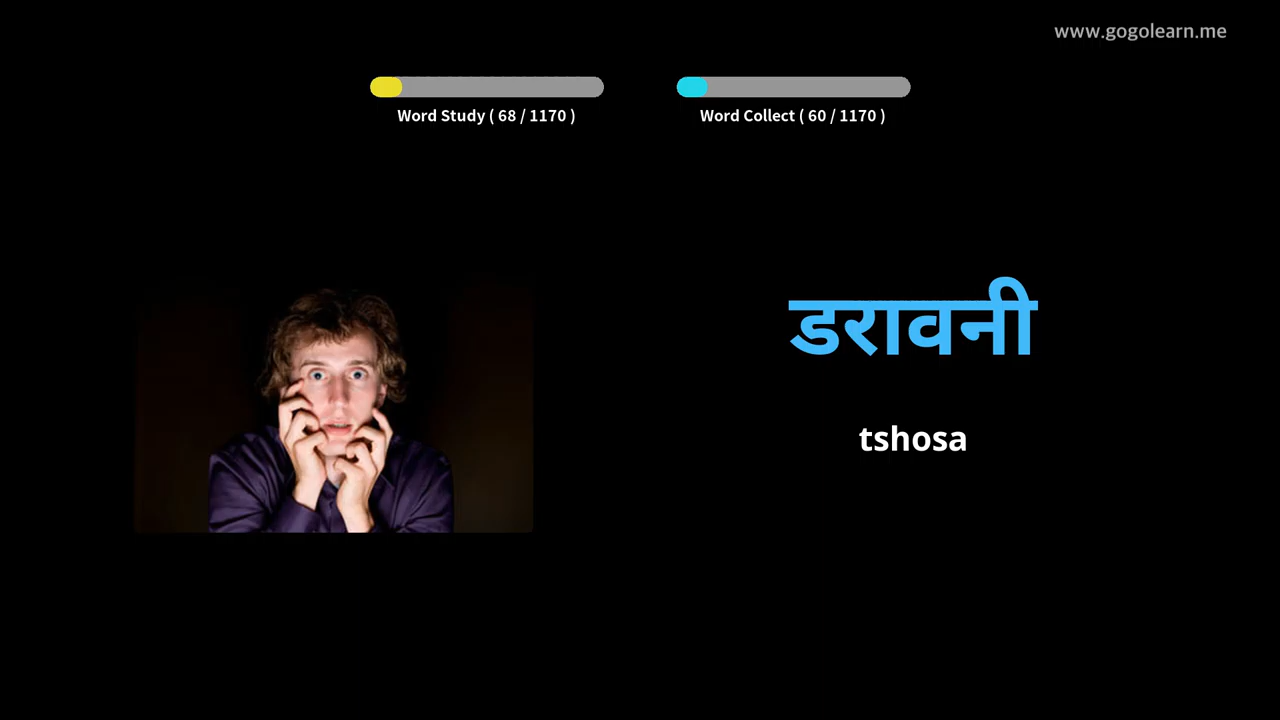 www.gogolearn.me
Word Study ( 68 / 1170 )
Word Collect ( 60 / 1170 )
डरावनी
tshosa